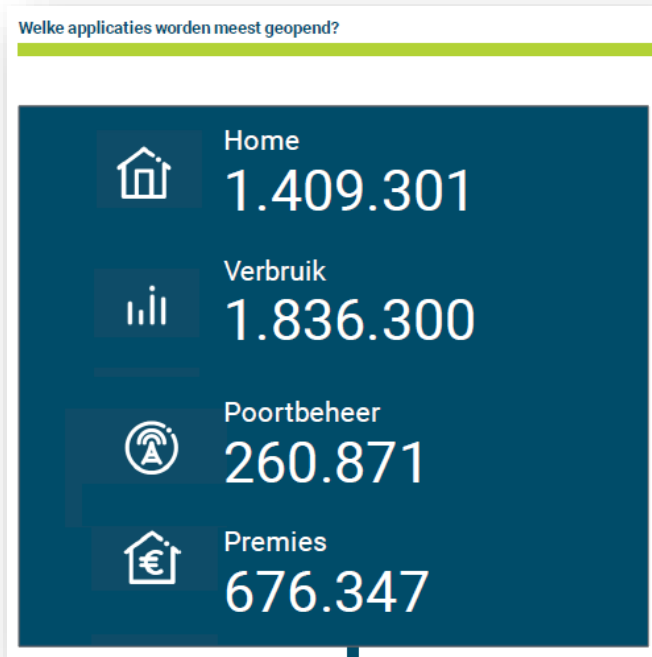 Welke applicaties worden meest geopend?
Home
1.409.301
Verbruik
1.836.300
Poortbeheer
260.871
Premies
676.347